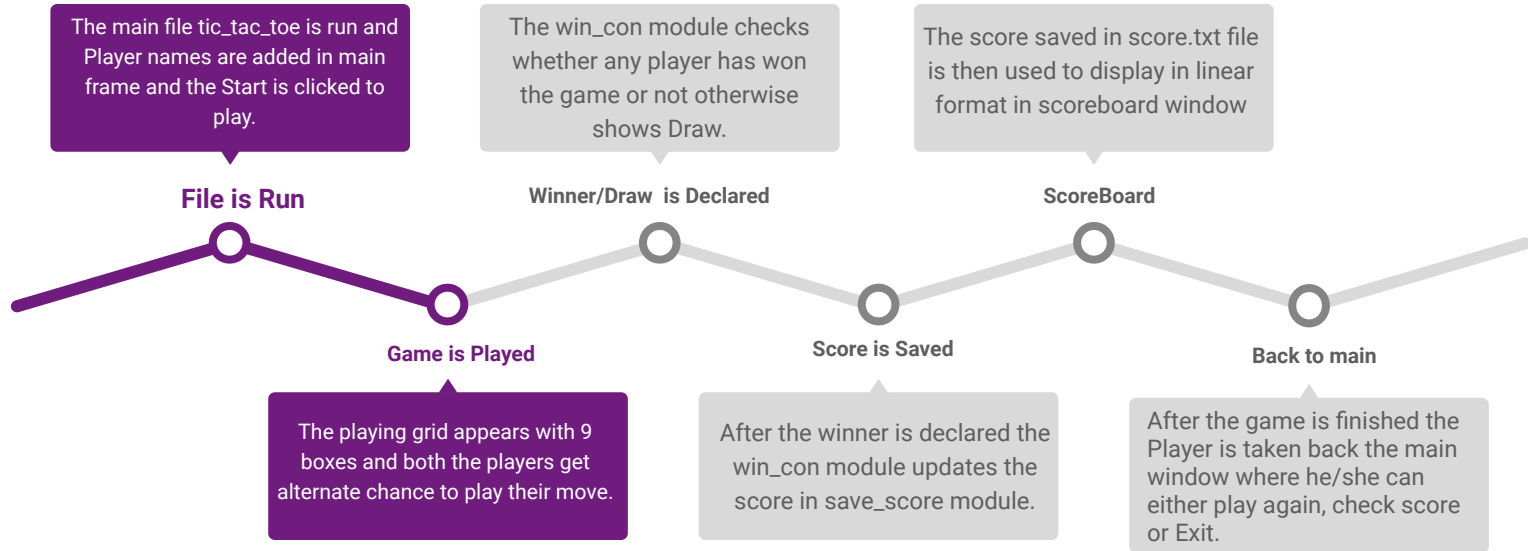 The main file tic_tac_toe is run and
Player names are added in main
frame and the Start is clicked to
play.
File is Run
The playing grid appears with 9
boxes and both the players get
alternate chance to play their move.
Game is Played
The win_con module checks
whether any player has won
the game or not otherwise
shows Draw.
Winner/Draw is Declared
After the winner is declared the
win_con module updates the
score in save_score module.
Score is Saved
The score saved in score.txt file
is then used to display in linear
format in scoreboard window
ScoreBoard
Back to main
After the game is finished the
Player is taken back the main
window where he/she can
either play again, check score
or Exit.